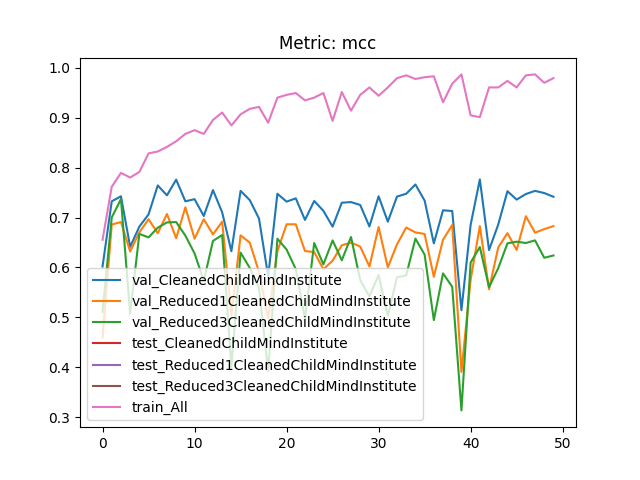 Metric: mcc
1.0
0.9
0.8
0.7
0.6
0.5
0.4
0.3
val_CleanedChildMindInstitute
val_Reduced1CleanedChildMindInstitute
val_Reduced3CleanedChildMindInstitute
test_CleanedChildMindInstitute
test_Reduced1CleanedChildMindInstitute
test_Reduced3CleanedChildMindInstitute
train_All
0 10 20 30 40 50